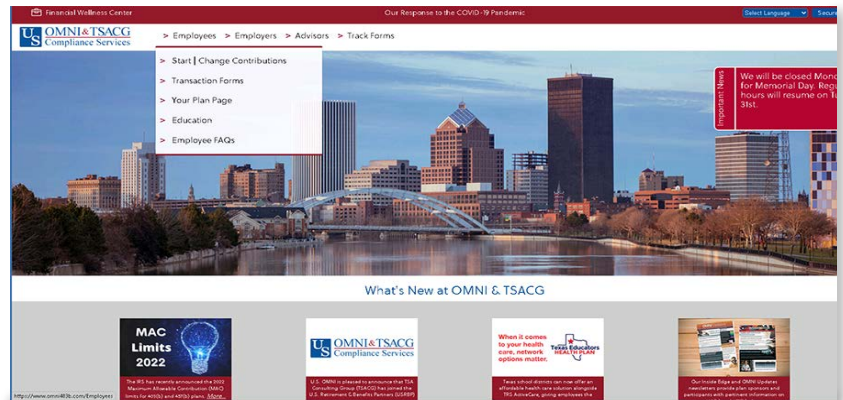 Financial Wellness Center
Our Response to the COVID-19 Pandemic
Select Language
Secure
US OMNI & TSACG
Compliance Services
> Employees > Employers > Advisors > Track Forms
> Start | Change Contributions
> Transaction Forms
> Your Plan Page
> Education
> Employee FAQs
Important News
We will be closed Mond
for Memorial Day. Regu
hours will resume on Tu
31st.
What's New at OMNI & TSACG
MAC
Limits
2022
The IRS has recently announced the 2022
Maximum Allowable Contribution (MAC)
limits for 403(b) and 457(b) plans. More...
US OMNI & TSACG
Compliance Services
U.S. OMNI is pleased to announce that TSA
Consulting Group (TSACG) has joined the
U.S. Retirement & Benefits Partners (USRBP)
When it comes
to your health
care, network
options matter.
Texas Educators
HEALTH PLAN
Texas school districts can now offer an
affordable health care solution alongside
TRS ActiveCare, giving employees the
Our Inside Edge and OMNI Updates
newsletters provide plan sponsors and
participants with pertinent information on
https://www.omni403b.com/Employees